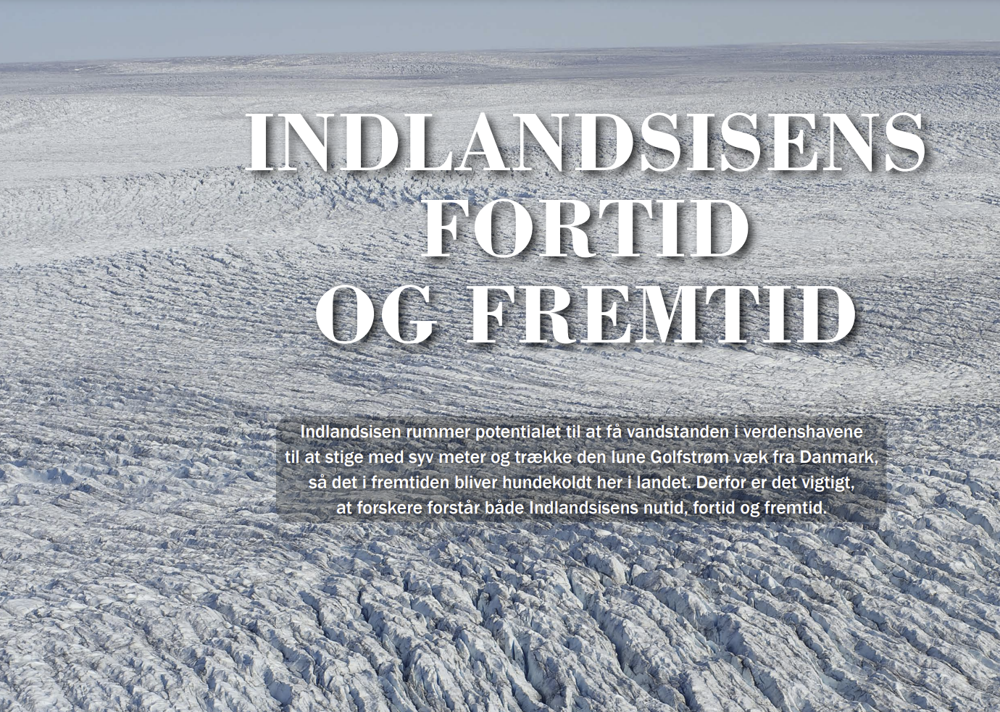 INDLANDSISENS
FORTID
OG FREMTID
Indlandsisen rummer potentialet til at få vandstanden i verdenshavene
til at stige med syv meter og trække den lune Golfstrøm væk fra Danmark,
så det i fremtiden bliver hundekoldt her i landet. Derfor er det vigtigt,
at forskere forstår både Indlandsisens nutid, fortid og fremtid.